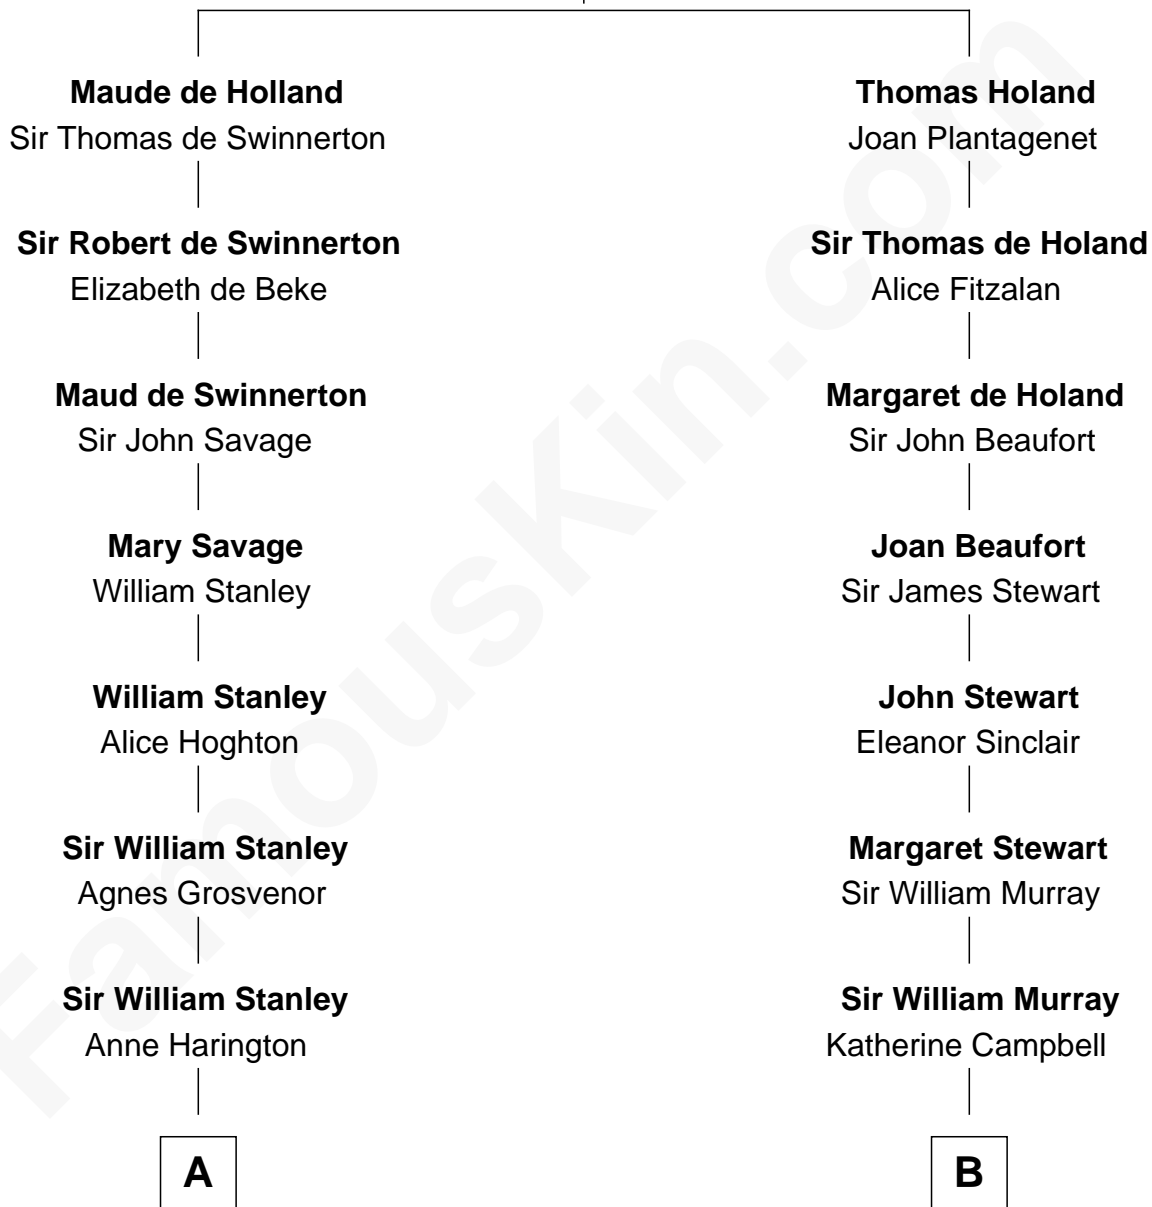 Maude de Holland
Sir Thomas de Swinnerton
Sir Robert de Swinnerton
Elizabeth de Beke
Maud de Swinnerton
Sir John Savage
Mary Savage
William Stanley
William Stanley
Alice Hoghton
Sir William Stanley
Agnes Grosvenor
Sir William Stanley
Anne Harington
A
Thomas Holand
Joan Plantagenet
Sir Thomas de Holand
Alice Fitzalan
Margaret de Holand
Sir John Beaufort
Joan Beaufort
Sir James Stewart
John Stewart
Eleanor Sinclair
Margaret Stewart
Sir William Murray
Sir William Murray
Katherine Campbell
B
FamousKin.com